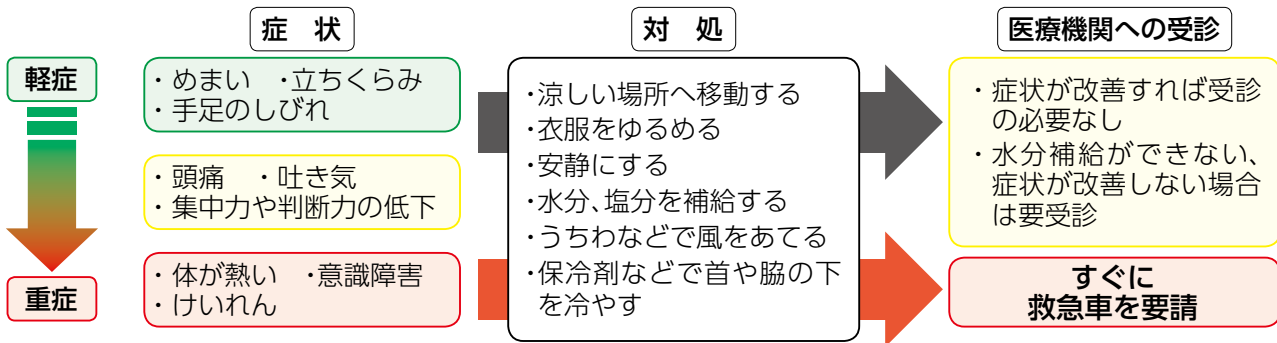 症　状
対　処
医療機関への受診
軽症
・めまい　・立ちくらみ
・手足のしびれ
・頭痛　・吐き気
・集中力や判断力の低下
重症
・体が熱い　・意識障害
・けいれん
・涼しい場所へ移動する
・衣服をゆるめる
・安静にする
・水分、塩分を補給する
・うちわなどで風をあてる
・保冷剤などで首や脇の下
を冷やす
・症状が改善すれば受診
の必要なし
・水分補給ができない、
症状が改善しない場合
は要受診
すぐに
救急車を要請